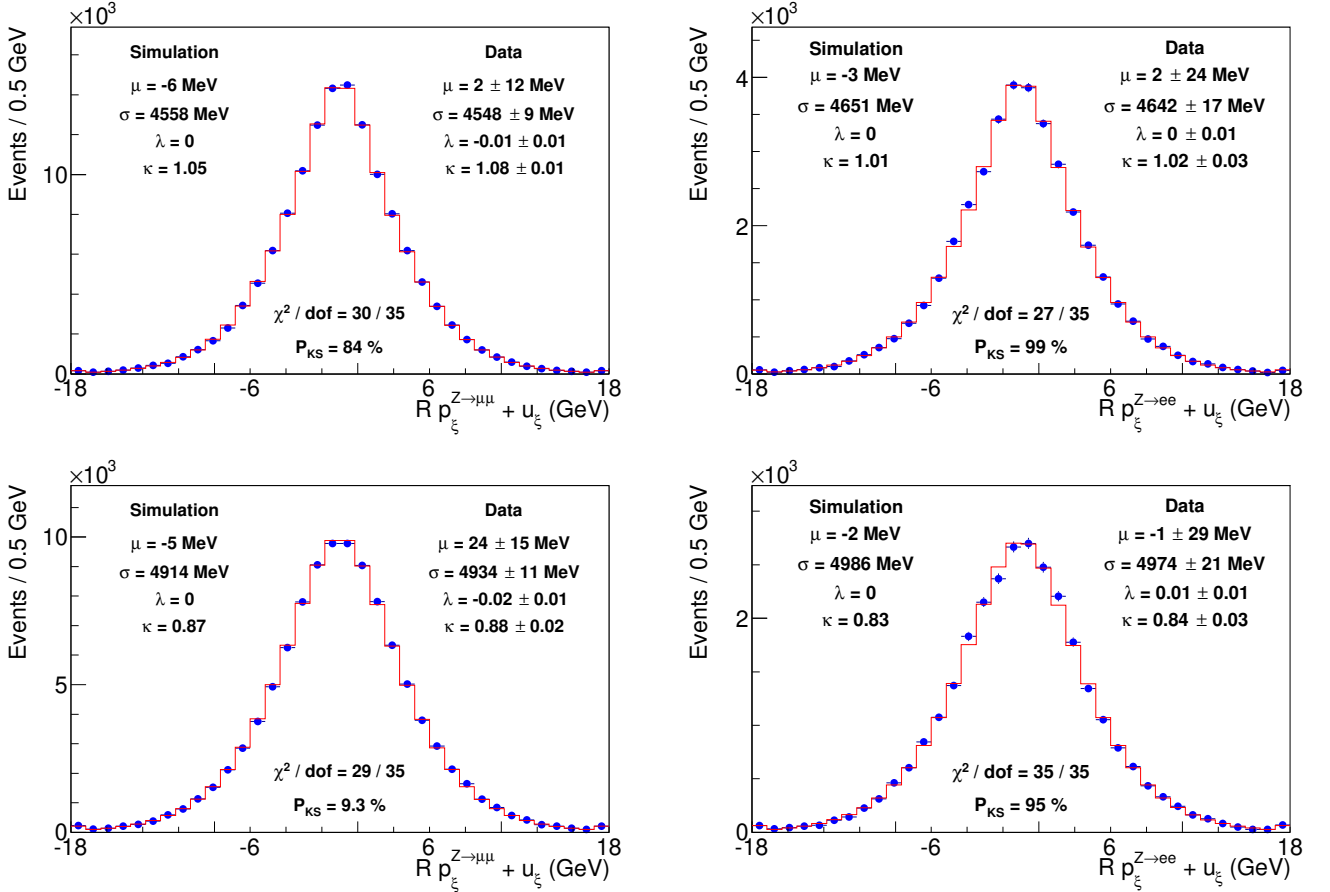 ×10³
Events / 0.5 GeV
Simulation
μ = -6 MeV
σ = 4558 MeV
λ = 0
κ = 1.05
Data
μ = 2 ± 12 MeV
σ = 4548 ± 9 MeV
λ = -0.01 ± 0.01
κ = 1.08 ± 0.01
10
0
χ² / dof = 30 / 35
P_KS = 84 %
-18 -6 6 18
R p_ξ^{Z→μμ} + u_ξ (GeV)
×10³
Events / 0.5 GeV
Simulation
μ = -3 MeV
σ = 4651 MeV
λ = 0
κ = 1.01
Data
μ = 2 ± 24 MeV
σ = 4642 ± 17 MeV
λ = 0 ± 0.01
κ = 1.02 ± 0.03
4
2
0
χ² / dof = 27 / 35
P_KS = 99 %
-18 -6 6 18
R p_ξ^{Z→ee} + u_ξ (GeV)
×10³
Events / 0.5 GeV
Simulation
μ = -5 MeV
σ = 4914 MeV
λ = 0
κ = 0.87
Data
μ = 24 ± 15 MeV
σ = 4934 ± 11 MeV
λ = -0.02 ± 0.01
κ = 0.88 ± 0.02
10
5
0
χ² / dof = 29 / 35
P_KS = 9.3 %
-18 -6 6 18
R p_ξ^{Z→μμ} + u_ξ (GeV)
×10³
Events / 0.5 GeV
Simulation
μ = -2 MeV
σ = 4986 MeV
λ = 0
κ = 0.83
Data
μ = -1 ± 29 MeV
σ = 4974 ± 21 MeV
λ = 0.01 ± 0.01
κ = 0.84 ± 0.03
2
0
χ² / dof = 35 / 35
P_KS = 95 %
-18 -6 6 18
R p_ξ^{Z→ee} + u_ξ (GeV)